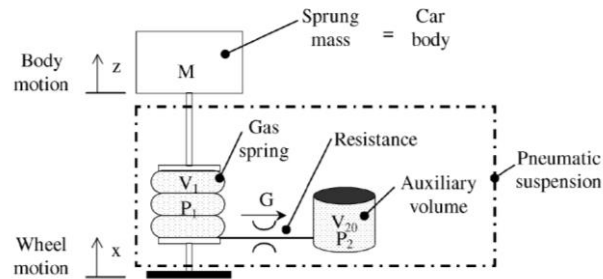 Sprung
mass
=
Car
body
Body
motion
z
M
Gas
spring
Resistance
Pneumatic
suspension
V1
P1
G
Auxiliary
volume
V20
P2
Wheel
motion
x